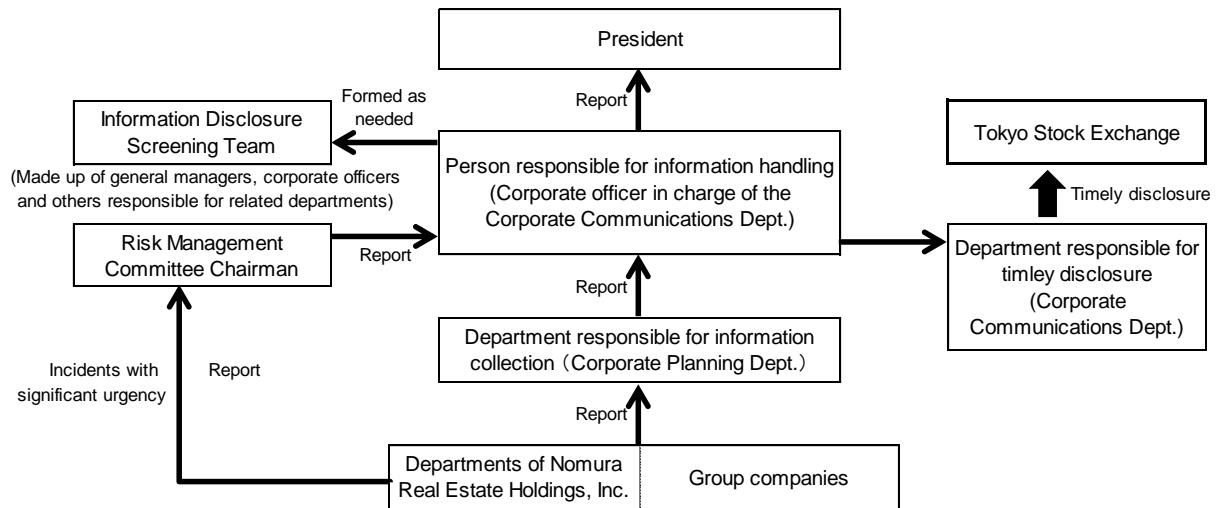 President
Report
Formed as
needed
Information Disclosure
Screening Team
(Made up of general managers, corporate officers
and others responsible for related departments)
Person responsible for information handling
(Corporate officer in charge of the
Corporate Communications Dept.)
Tokyo Stock Exchange
Timely disclosure
Risk Management
Committee Chairman
Report
Department responsible for
timley disclosure
(Corporate
Communications Dept.)
Report
Department responsible for information
collection（Corporate Planning Dept.）
Incidents with
significant urgency
Report
Report
Departments of Nomura
Real Estate Holdings, Inc.
Group companies